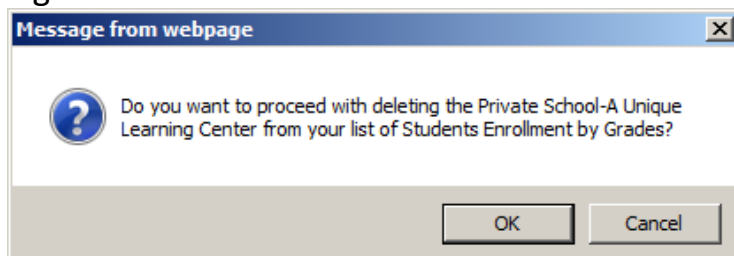 Message from webpage
Do you want to proceed with deleting the Private School-A Unique
Learning Center from your list of Students Enrollment by Grades?
OK
Cancel